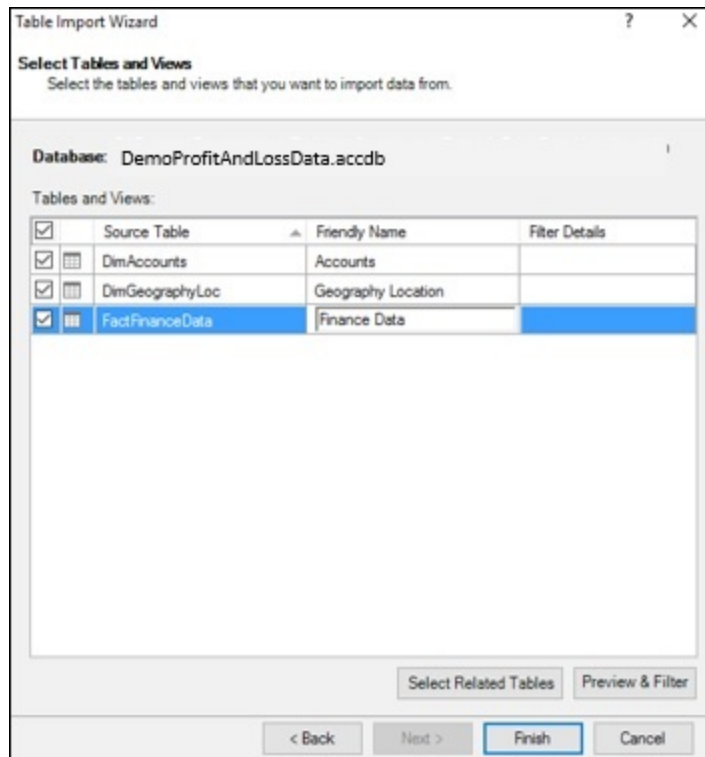 Table Import Wizard ? X
Select Tables and Views
Select the tables and views that you want to import data from.
Database: DemoProfitAndLossData.accdb
Tables and Views:
Source Table Friendly Name Filter Details
DimAccounts Accounts
DimGeographyLoc Geography Location
FactFinanceData Finance Data
Select Related Tables Preview & Filter
< Back Next > Finish Cancel